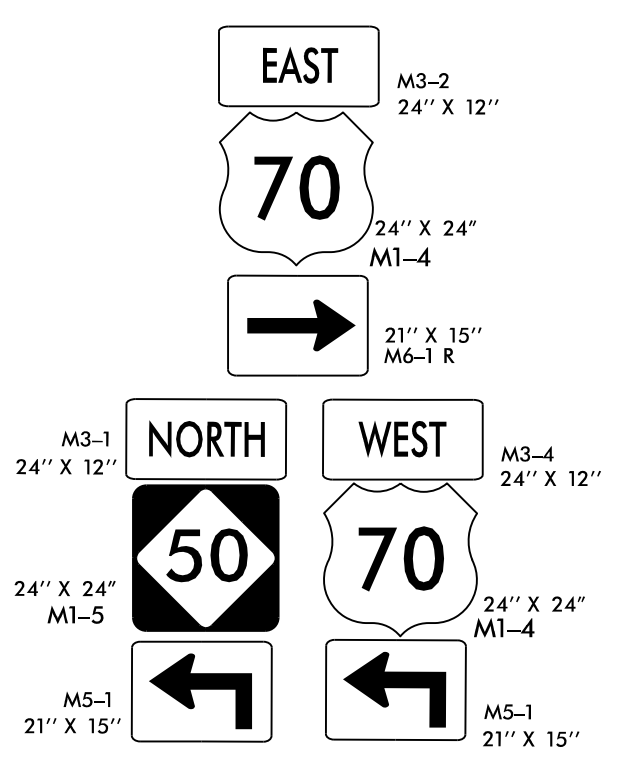 EAST
M3–2
24’’ X 12’’
70
24’’ X 24”
M1–4
21’’ X 15’’
M6–1 R
NORTH
M3–1
24’’ X 12’’
50
24’’ X 24”
M1–5
M5–1
21’’ X 15’’
WEST
M3–4
24’’ X 12’’
70
24’’ X 24”
M1–4
M5–1
21’’ X 15’’